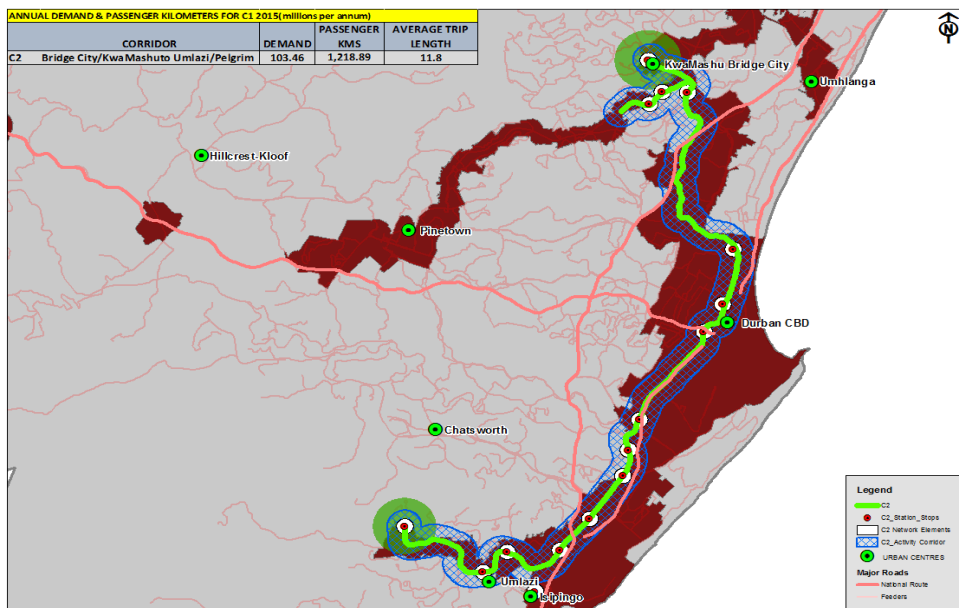 ANNUAL DEMAND & PASSENGER KILOMETERS FOR C1 2015(millions per annum)
CORRIDOR DEMAND PASSENGER KMS AVERAGE TRIP LENGTH
C2 Bridge City/KwaMashuto Umlazi/Pelgrim 103.46 1,218.89 11.8
N
KwaMashu Bridge City
Umhlanga
Hillcrest-Kloof
Pinetown
Durban CBD
Chatsworth
Umlazi
Isipingo
Legend
C2
C2_Station_Stops
C2 Network Elements
C2_Activity Corridor
URBAN CENTRES
Major Roads
National Route
Feeders